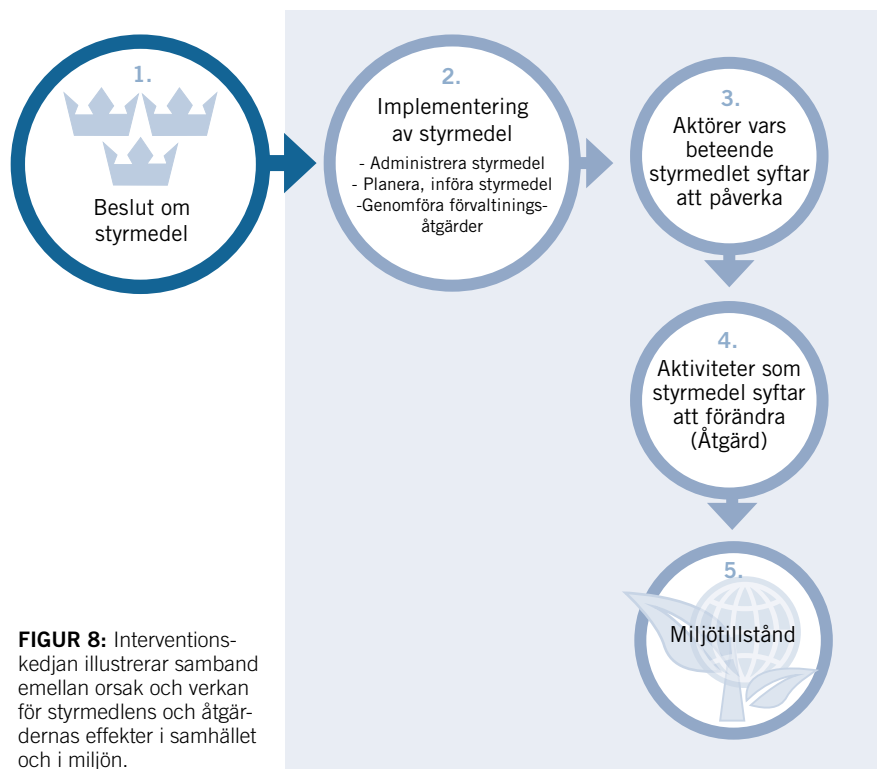 1.
Beslut om
styrmedel
2.
Implementering
av styrmedel
- Administrera styrmedel
- Planera, införa styrmedel
-Genomföra förvaltinings-
åtgärder
3.
Aktörer vars
beteende
styrmedlet syftar
att påverka
4.
Aktiviteter som
styrmedel syftar
att förändra
(Åtgärd)
5.
Miljötillstånd
FIGUR 8: Interventions-
kedjan illustrerar samband
emellan orsak och verkan
för styrmedlens och åtgär-
dernas effekter i samhället
och i miljön.